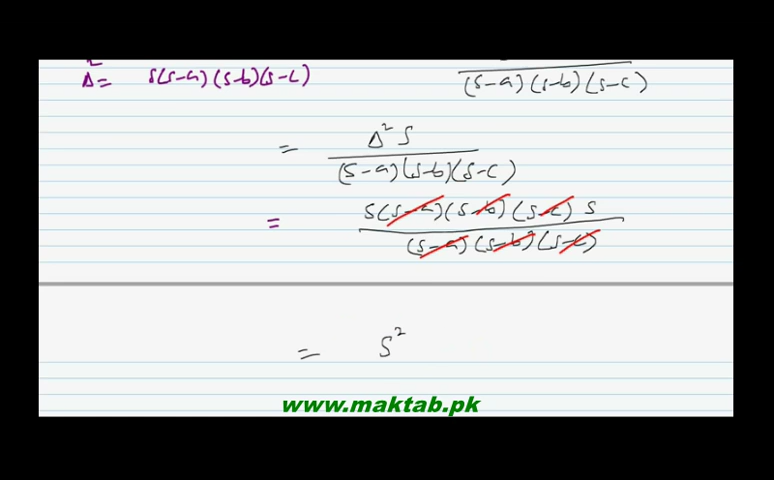 Δ² = s(s-a)(s-b)(s-c)
(s-a)(s-b)(s-c)
= Δ² s
(s-a)(s-b)(s-c)
= s(s-a)(s-b)(s-c) s
(s-a)(s-b)(s-c)
= s²
www.maktab.pk